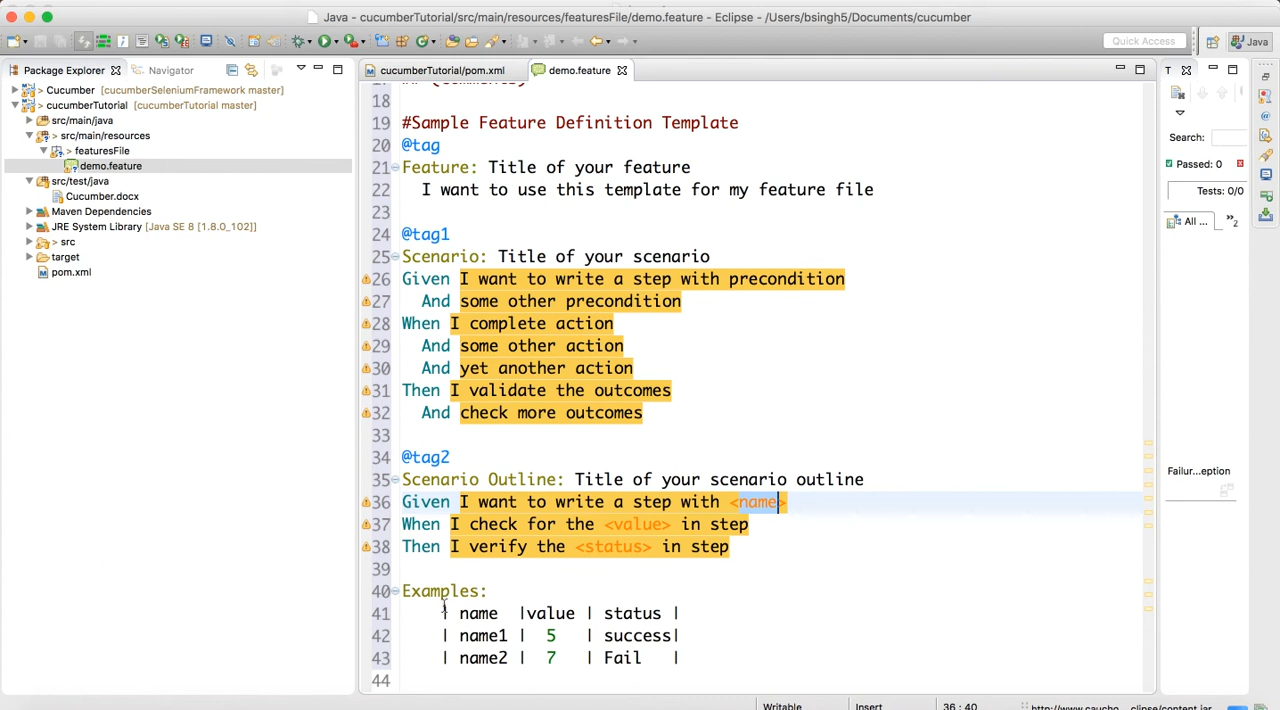 Java - cucumberTutorial/src/main/resources/featuresFile/demo.feature - Eclipse - /Users/bsingh5/Documents/cucumber
Quick Access
Java
Package Explorer
Navigator
> Cucumber [cucumberSeleniumFramework master]
> cucumberTutorial [cucumberTutorial master]
src/main/java
> src/main/resources
> featuresFile
demo.feature
src/test/java
Cucumber.docx
Maven Dependencies
JRE System Library [Java SE 8 [1.8.0_102]]
> src
target
pom.xml
cucumberTutorial/pom.xml
demo.feature
18
19 #Sample Feature Definition Template
20 @tag
21 Feature: Title of your feature
22 I want to use this template for my feature file
23
24 @tag1
25 Scenario: Title of your scenario
26 Given I want to write a step with precondition
27 And some other precondition
28 When I complete action
29 And some other action
30 And yet another action
31 Then I validate the outcomes
32 And check more outcomes
33
34 @tag2
35 Scenario Outline: Title of your scenario outline
36 Given I want to write a step with <name>
37 When I check for the <value> in step
38 Then I verify the <status> in step
39
40 Examples:
41 | name |value | status |
42 | name1 | 5 | success|
43 | name2 | 7 | Fail |
44
T
Search:
Passed: 0
Tests: 0/0
All ...
»2
Failur...eption
Writable
Insert
36 : 40
http://www.caucho...clipse/content.jar